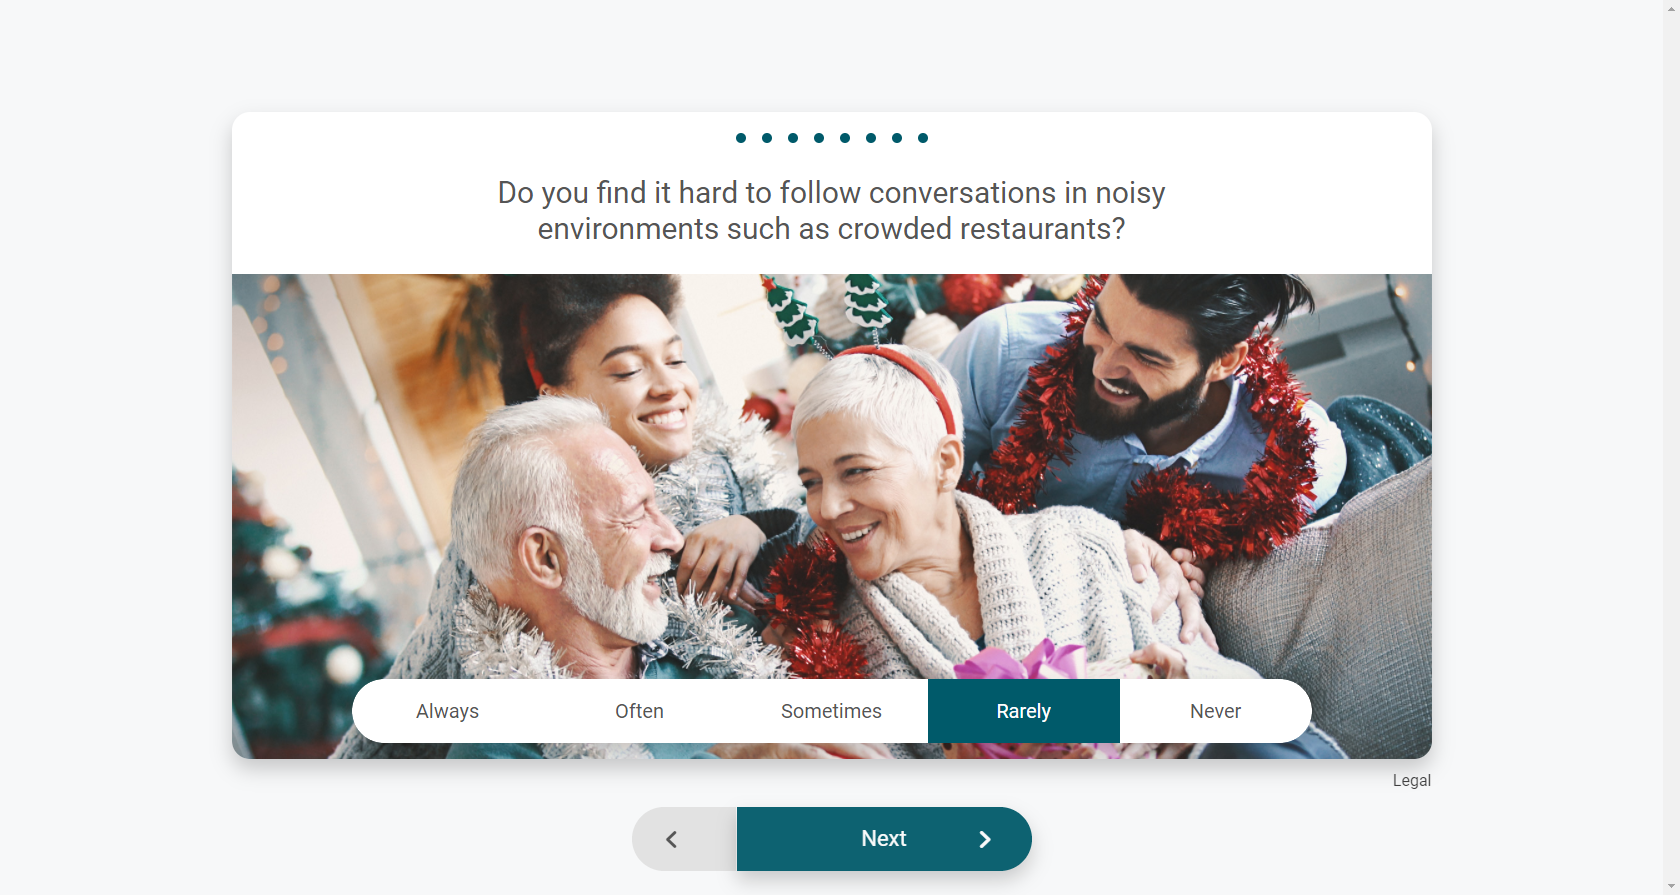 Do you find it hard to follow conversations in noisy
environments such as crowded restaurants?
Always
Often
Sometimes
Rarely
Never
Legal
Next